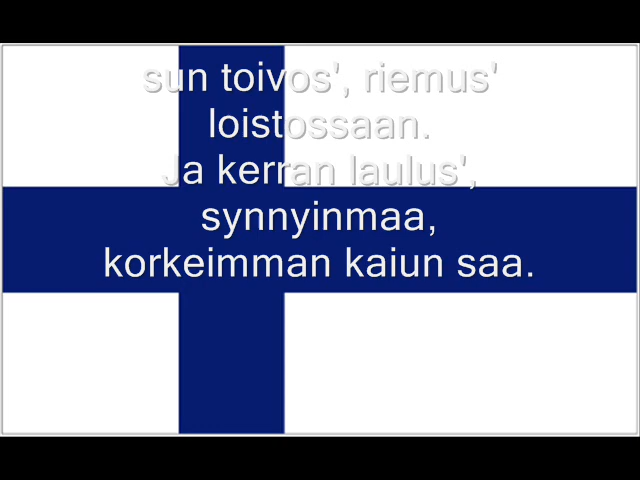 sun toivos', riemus'
loistossaan.
Ja kerran laulus',
synnyinmaa,
korkeimman kaiun saa.